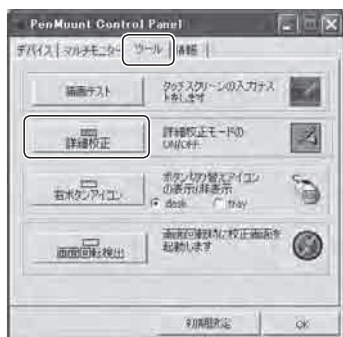 PenMount Control Panel
デバイス マルチモニター ツール 情報
描画テスト
タッチスクリーンの入力テストをします
詳細校正
詳細校正モードのON/OFF.
右ボタンアイコン
ボタン切り替えアイコンの表示/非表示
desk tray
画面回転検出
画面回転時に校正画面を起動します
初期設定 OK